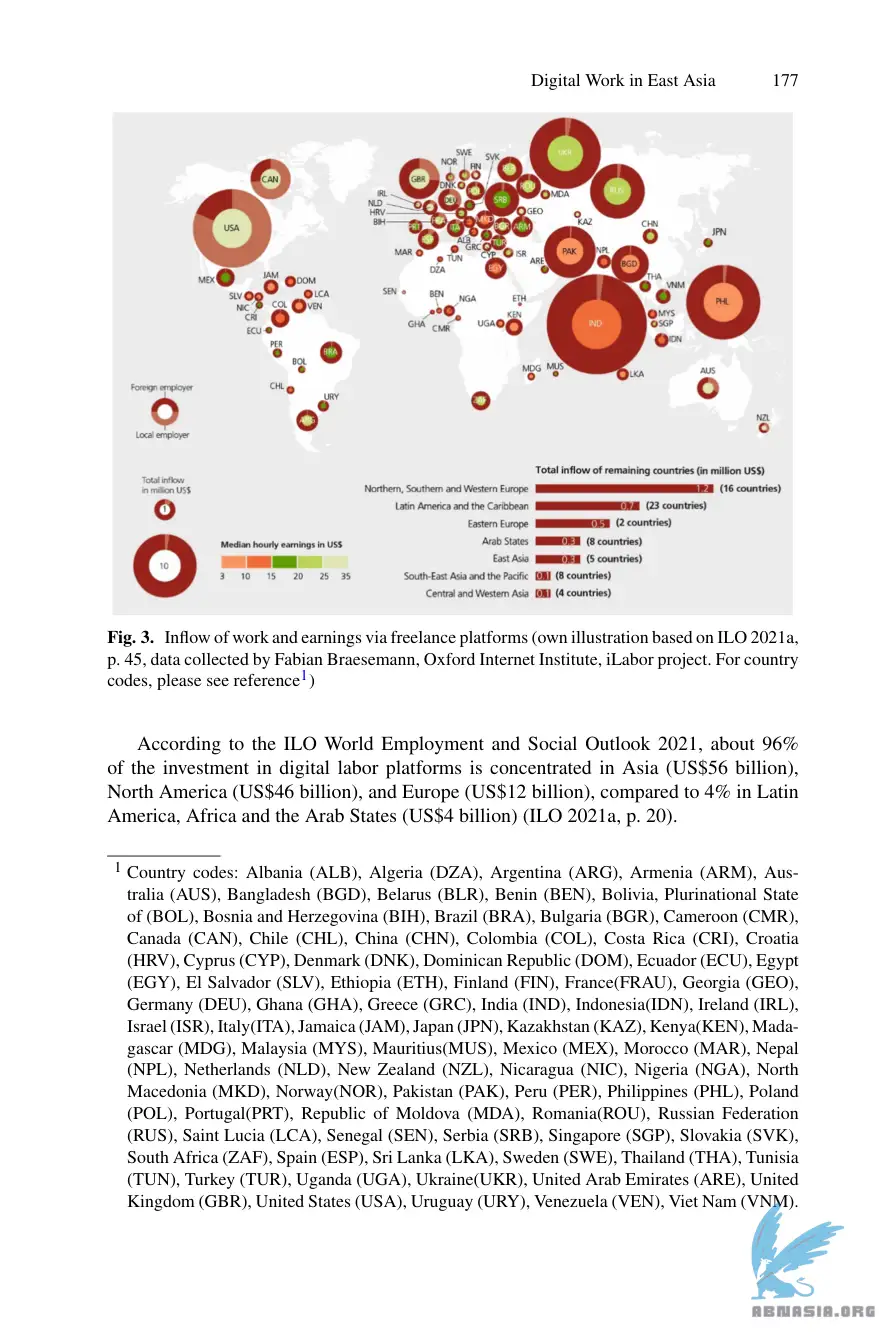 Digital Work in East Asia 177
SWE
NOR
FIN
SVK
UKR
CAN
GBR
DNK
POL
BLR
ROU
RUS
MDA
IRL
NLD
DEU
SRB
HRV
BIH
GEO
KAZ
USA
PRT
ITA
MKD
BGR
ARM
CHN
JPN
ESP
ALB
GRC
TUR
CYP
ISR
ARE
PAK
NPL
BGD
MAR
TUN
DZA
EGY
THA
VNM
MEX
JAM
DOM
SLV
LCA
NIC
COL
VEN
CRI
ECU
SEN
BEN
NGA
ETH
GHA
CMR
UGA
KEN
IND
PHL
MYS
SGP
IDN
PER
BRA
BOL
MDG MUS
LKA
AUS
CHL
URY
ARG
ZAF
NZL
Foreign employer
Local employer
Total inflow
in million US$
1
10
Median hourly earnings in US$
3 10 15 20 25 35
Total inflow of remaining countries (in million US$)
Northern, Southern and Western Europe 1.2 (16 countries)
Latin America and the Caribbean 0.7 (23 countries)
Eastern Europe 0.5 (2 countries)
Arab States 0.3 (8 countries)
East Asia 0.3 (5 countries)
South-East Asia and the Pacific 0.1 (8 countries)
Central and Western Asia 0.1 (4 countries)
Fig. 3. Inflow of work and earnings via freelance platforms (own illustration based on ILO 2021a,
p. 45, data collected by Fabian Braesemann, Oxford Internet Institute, iLabor project. For country
codes, please see reference1)
According to the ILO World Employment and Social Outlook 2021, about 96%
of the investment in digital labor platforms is concentrated in Asia (US$56 billion),
North America (US$46 billion), and Europe (US$12 billion), compared to 4% in Latin
America, Africa and the Arab States (US$4 billion) (ILO 2021a, p. 20).
1 Country codes: Albania (ALB), Algeria (DZA), Argentina (ARG), Armenia (ARM), Aus-
tralia (AUS), Bangladesh (BGD), Belarus (BLR), Benin (BEN), Bolivia, Plurinational State
of (BOL), Bosnia and Herzegovina (BIH), Brazil (BRA), Bulgaria (BGR), Cameroon (CMR),
Canada (CAN), Chile (CHL), China (CHN), Colombia (COL), Costa Rica (CRI), Croatia
(HRV), Cyprus (CYP), Denmark (DNK), Dominican Republic (DOM), Ecuador (ECU), Egypt
(EGY), El Salvador (SLV), Ethiopia (ETH), Finland (FIN), France(FRAU), Georgia (GEO),
Germany (DEU), Ghana (GHA), Greece (GRC), India (IND), Indonesia(IDN), Ireland (IRL),
Israel (ISR), Italy(ITA), Jamaica (JAM), Japan (JPN), Kazakhstan (KAZ), Kenya(KEN), Mada-
gascar (MDG), Malaysia (MYS), Mauritius(MUS), Mexico (MEX), Morocco (MAR), Nepal
(NPL), Netherlands (NLD), New Zealand (NZL), Nicaragua (NIC), Nigeria (NGA), North
Macedonia (MKD), Norway(NOR), Pakistan (PAK), Peru (PER), Philippines (PHL), Poland
(POL), Portugal(PRT), Republic of Moldova (MDA), Romania(ROU), Russian Federation
(RUS), Saint Lucia (LCA), Senegal (SEN), Serbia (SRB), Singapore (SGP), Slovakia (SVK),
South Africa (ZAF), Spain (ESP), Sri Lanka (LKA), Sweden (SWE), Thailand (THA), Tunisia
(TUN), Turkey (TUR), Uganda (UGA), Ukraine(UKR), United Arab Emirates (ARE), United
Kingdom (GBR), United States (USA), Uruguay (URY), Venezuela (VEN), Viet Nam (VNM).
ABNASIA.ORG